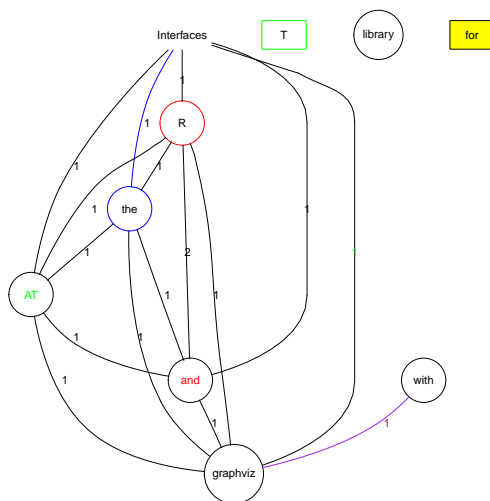 Interfaces T library for
1
R
1 1
1
the 1 1
1 2 1
AT 1 1
1 1
1 and with
1 1
graphviz